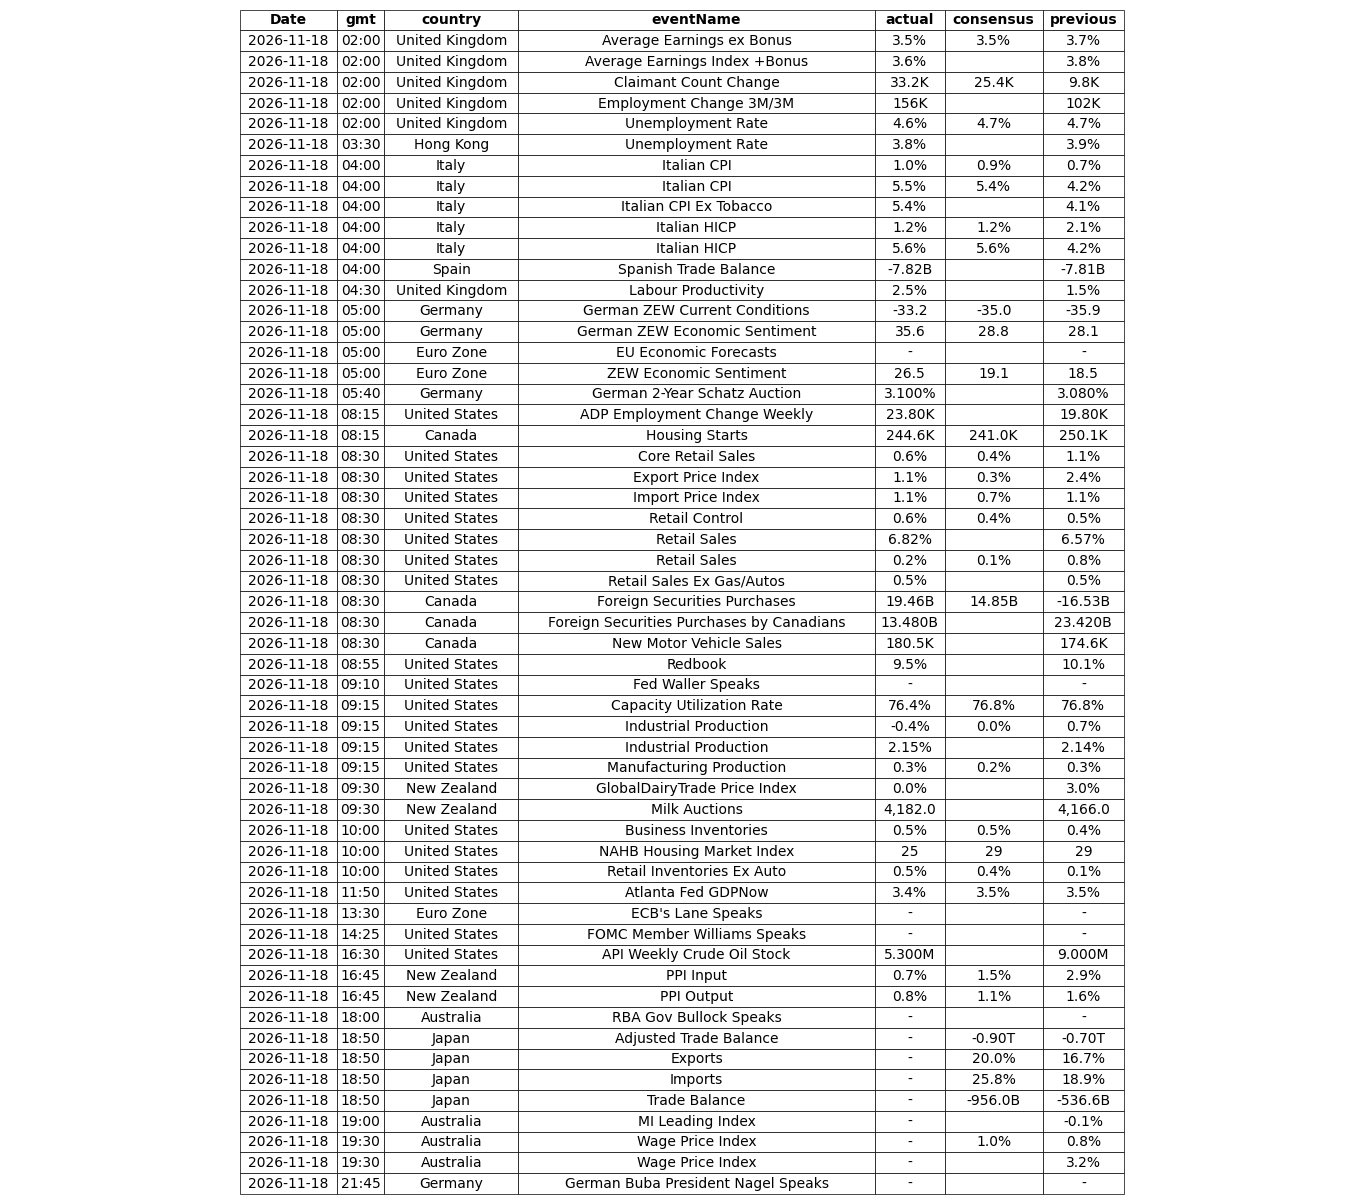 Date gmt country eventName actual consensus previous
2026-11-18 02:00 United Kingdom Average Earnings ex Bonus 3.5% 3.5% 3.7%
2026-11-18 02:00 United Kingdom Average Earnings Index +Bonus 3.6% 3.8%
2026-11-18 02:00 United Kingdom Claimant Count Change 33.2K 25.4K 9.8K
2026-11-18 02:00 United Kingdom Employment Change 3M/3M 156K 102K
2026-11-18 02:00 United Kingdom Unemployment Rate 4.6% 4.7% 4.7%
2026-11-18 03:30 Hong Kong Unemployment Rate 3.8% 3.9%
2026-11-18 04:00 Italy Italian CPI 1.0% 0.9% 0.7%
2026-11-18 04:00 Italy Italian CPI 5.5% 5.4% 4.2%
2026-11-18 04:00 Italy Italian CPI Ex Tobacco 5.4% 4.1%
2026-11-18 04:00 Italy Italian HICP 1.2% 1.2% 2.1%
2026-11-18 04:00 Italy Italian HICP 5.6% 5.6% 4.2%
2026-11-18 04:00 Spain Spanish Trade Balance -7.82B -7.81B
2026-11-18 04:30 United Kingdom Labour Productivity 2.5% 1.5%
2026-11-18 05:00 Germany German ZEW Current Conditions -33.2 -35.0 -35.9
2026-11-18 05:00 Germany German ZEW Economic Sentiment 35.6 28.8 28.1
2026-11-18 05:00 Euro Zone EU Economic Forecasts - -
2026-11-18 05:00 Euro Zone ZEW Economic Sentiment 26.5 19.1 18.5
2026-11-18 05:40 Germany German 2-Year Schatz Auction 3.100% 3.080%
2026-11-18 08:15 United States ADP Employment Change Weekly 23.80K 19.80K
2026-11-18 08:15 Canada Housing Starts 244.6K 241.0K 250.1K
2026-11-18 08:30 United States Core Retail Sales 0.6% 0.4% 1.1%
2026-11-18 08:30 United States Export Price Index 1.1% 0.3% 2.4%
2026-11-18 08:30 United States Import Price Index 1.1% 0.7% 1.1%
2026-11-18 08:30 United States Retail Control 0.6% 0.4% 0.5%
2026-11-18 08:30 United States Retail Sales 6.82% 6.57%
2026-11-18 08:30 United States Retail Sales 0.2% 0.1% 0.8%
2026-11-18 08:30 United States Retail Sales Ex Gas/Autos 0.5% 0.5%
2026-11-18 08:30 Canada Foreign Securities Purchases 19.46B 14.85B -16.53B
2026-11-18 08:30 Canada Foreign Securities Purchases by Canadians 13.480B 23.420B
2026-11-18 08:30 Canada New Motor Vehicle Sales 180.5K 174.6K
2026-11-18 08:55 United States Redbook 9.5% 10.1%
2026-11-18 09:10 United States Fed Waller Speaks - -
2026-11-18 09:15 United States Capacity Utilization Rate 76.4% 76.8% 76.8%
2026-11-18 09:15 United States Industrial Production -0.4% 0.0% 0.7%
2026-11-18 09:15 United States Industrial Production 2.15% 2.14%
2026-11-18 09:15 United States Manufacturing Production 0.3% 0.2% 0.3%
2026-11-18 09:30 New Zealand GlobalDairyTrade Price Index 0.0% 3.0%
2026-11-18 09:30 New Zealand Milk Auctions 4,182.0 4,166.0
2026-11-18 10:00 United States Business Inventories 0.5% 0.5% 0.4%
2026-11-18 10:00 United States NAHB Housing Market Index 25 29 29
2026-11-18 10:00 United States Retail Inventories Ex Auto 0.5% 0.4% 0.1%
2026-11-18 11:50 United States Atlanta Fed GDPNow 3.4% 3.5% 3.5%
2026-11-18 13:30 Euro Zone ECB's Lane Speaks - -
2026-11-18 14:25 United States FOMC Member Williams Speaks - -
2026-11-18 16:30 United States API Weekly Crude Oil Stock 5.300M 9.000M
2026-11-18 16:45 New Zealand PPI Input 0.7% 1.5% 2.9%
2026-11-18 16:45 New Zealand PPI Output 0.8% 1.1% 1.6%
2026-11-18 18:00 Australia RBA Gov Bullock Speaks - -
2026-11-18 18:50 Japan Adjusted Trade Balance - -0.90T -0.70T
2026-11-18 18:50 Japan Exports - 20.0% 16.7%
2026-11-18 18:50 Japan Imports - 25.8% 18.9%
2026-11-18 18:50 Japan Trade Balance - -956.0B -536.6B
2026-11-18 19:00 Australia MI Leading Index - -0.1%
2026-11-18 19:30 Australia Wage Price Index - 1.0% 0.8%
2026-11-18 19:30 Australia Wage Price Index - 3.2%
2026-11-18 21:45 Germany German Buba President Nagel Speaks - -